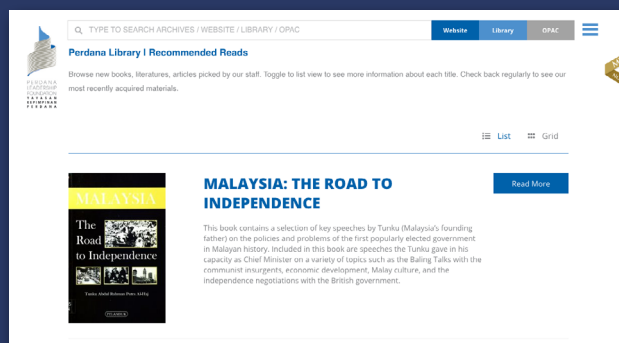 TYPE TO SEARCH ARCHIVES / WEBSITE / LIBRARY / OPAC
Website
Library
OPAC
PERDANA
LEADERSHIP
FOUNDATION
YAYASAN
KEPIMPINAN
PERDANA
Perdana Library | Recommended Reads
Browse new books, literatures, articles picked by our staff. Toggle to list view to see more information about each title. Check back regularly to see our
most recently acquired materials.
List
Grid
MALAYSIA
The
Road
to Independence
Tunku Abdul Rahman Putra Al-Haj
PELANDUK
MALAYSIA: THE ROAD TO
INDEPENDENCE
Read More
This book contains a selection of key speeches by Tunku (Malaysia's founding
father) on the policies and problems of the first popularly elected government
in Malayan history. Included in this book are speeches the Tunku gave in his
capacity as Chief Minister on a variety of topics such as the Baling Talks with the
communist insurgents, economic development, Malay culture, and the
independence negotiations with the British government.